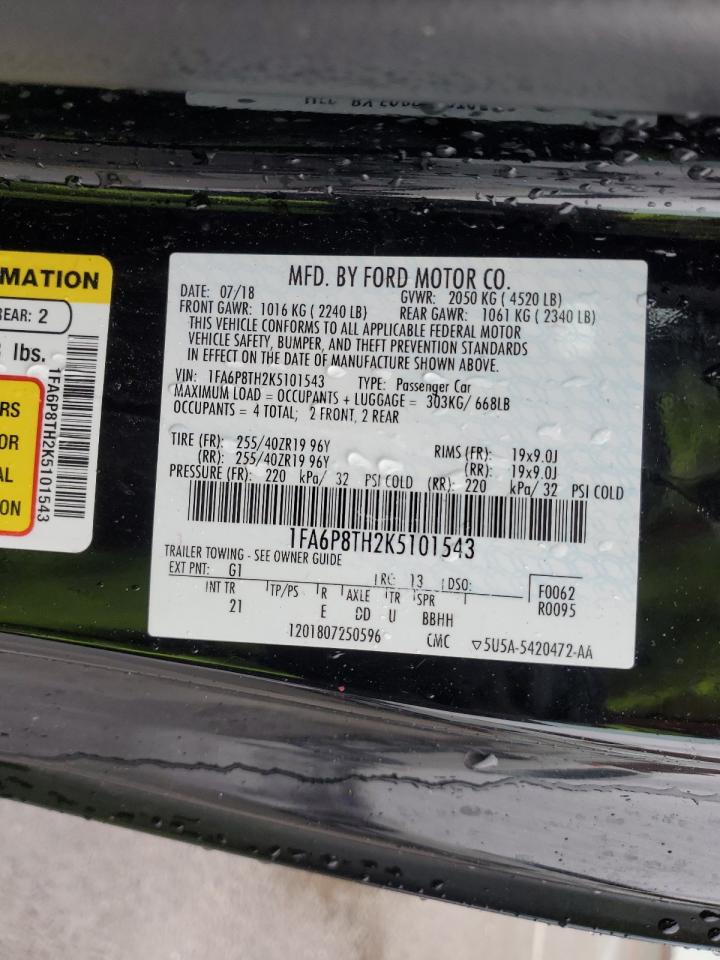 MFD. BY FORD MOTOR CO.
DATE: 07/18 GVWR: 2050 KG ( 4520 LB)
FRONT GAWR: 1016 KG ( 2240 LB) REAR GAWR: 1061 KG ( 2340 LB)
THIS VEHICLE CONFORMS TO ALL APPLICABLE FEDERAL MOTOR
VEHICLE SAFETY, BUMPER, AND THEFT PREVENTION STANDARDS
IN EFFECT ON THE DATE OF MANUFACTURE SHOWN ABOVE.
VIN: 1FA6P8TH2K5101543 TYPE: Passenger Car
MAXIMUM LOAD = OCCUPANTS + LUGGAGE = 303KG/ 668LB
OCCUPANTS = 4 TOTAL; 2 FRONT, 2 REAR
TIRE (FR): 255/40ZR19 96Y RIMS (FR): 19x9.0J
(RR): 255/40ZR19 96Y (RR): 19x9.0J
PRESSURE (FR): 220 kPa/ 32 PSI COLD (RR): 220 kPa/ 32 PSI COLD
1FA6P8TH2K5101543
TRAILER TOWING - SEE OWNER GUIDE
EXT PNT: G1 RC: 13 DSO: F0062
INT TR TP/PS R AXLE TR SPR R0095
21 E DD U BBHH
1201807250596 CMC ▽5U5A-5420472-AA
MATION
REAR: 2
lbs.
1FA6P8TH2K5101543
RS
OR
AL
ON